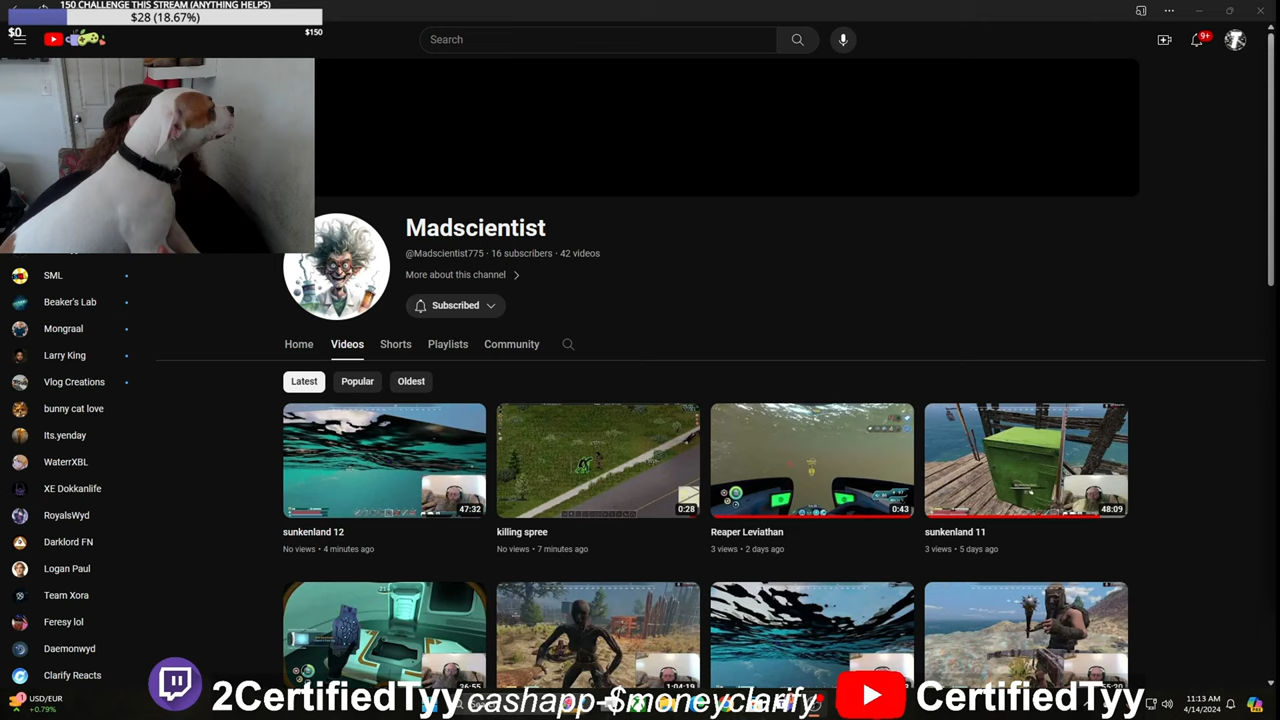 150 CHALLENGE THIS STREAM (ANYTHING HELPS)
$28 (18.67%)
$0
$150
Search
9+
Madscientist
@Madscientist775 · 16 subscribers · 42 videos
More about this channel
Subscribed
Home Videos Shorts Playlists Community
Latest Popular Oldest
SML
Beaker's Lab
Mongraal
Larry King
Vlog Creations
bunny cat love
Its.yenday
WaterrXBL
XE Dokkanlife
RoyalsWyd
Darklord FN
Logan Paul
Team Xora
Feresy lol
Daemonwyd
Clarify Reacts
47:32
0:28
0:43
48:09
sunkenland 12
No views • 4 minutes ago
killing spree
No views • 7 minutes ago
Reaper Leviathan
3 views • 2 days ago
sunkenland 11
3 views • 5 days ago
2CertifiedTyy cashapp-$moneyclarify CertifiedTyy
USD/EUR
+0.79%
11:13 AM
4/14/2024